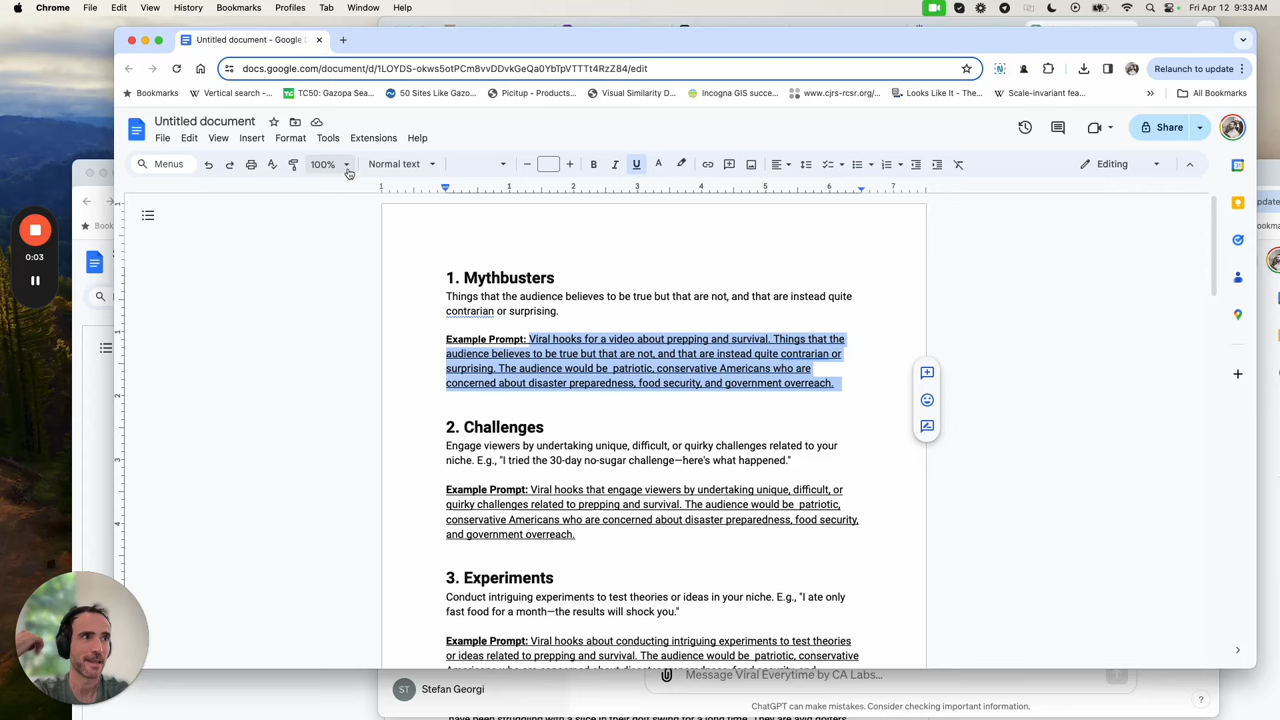 Chrome File Edit View History Bookmarks Profiles Tab Window Help Fri Apr 12 9:33 AM
Untitled document - Google
docs.google.com/document/d/1LOYDS-okws5otPCm8vvDDvkGeQa0YbTpVTTTt4RzZ84/edit Relaunch to update
Bookmarks Vertical search -... TC50: Gazopa Sea... 50 Sites Like Gazo... Picitup - Products... Visual Similarity D... Incogna GIS succe... www.cjrs-rcsr.org/... Looks Like It - The... Scale-invariant fea... » All Bookmarks
Untitled document
File Edit View Insert Format Tools Extensions Help
Share
Menus 100% Normal text B I U A Editing
1 1 2 3 4 5 6 7
1. Mythbusters
Things that the audience believes to be true but that are not, and that are instead quite
contrarian or surprising.
Example Prompt: Viral hooks for a video about prepping and survival. Things that the
audience believes to be true but that are not, and that are instead quite contrarian or
surprising. The audience would be patriotic, conservative Americans who are
concerned about disaster preparedness, food security, and government overreach.
2. Challenges
Engage viewers by undertaking unique, difficult, or quirky challenges related to your
niche. E.g., "I tried the 30-day no-sugar challenge—here's what happened."
Example Prompt: Viral hooks that engage viewers by undertaking unique, difficult, or
quirky challenges related to prepping and survival. The audience would be patriotic,
conservative Americans who are concerned about disaster preparedness, food security,
and government overreach.
3. Experiments
Conduct intriguing experiments to test theories or ideas in your niche. E.g., "I ate only
fast food for a month—the results will shock you."
Example Prompt: Viral hooks about conducting intriguing experiments to test theories
or ideas related to prepping and survival. The audience would be patriotic, conservative
0:03
ST Stefan Georgi
Message Viral Everytime by CA Labs...
ChatGPT can make mistakes. Consider checking important information.
?